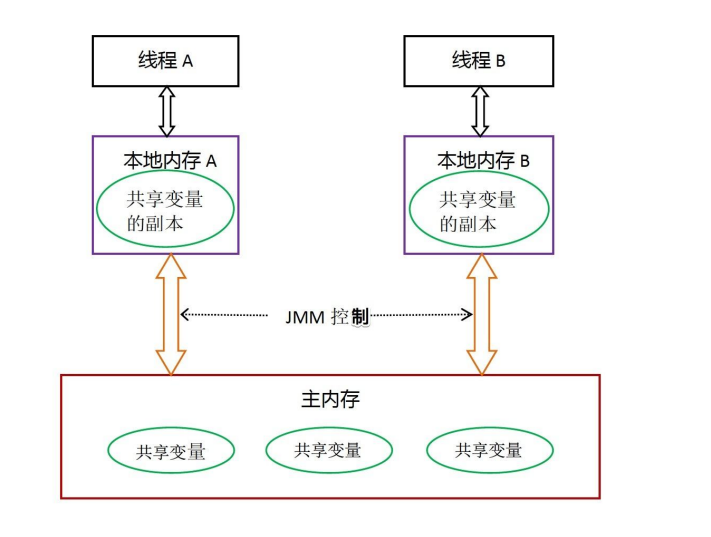 线程 A
线程 B
本地内存 A
共享变量
的副本
本地内存 B
共享变量
的副本
JMM 控制
主内存
共享变量
共享变量
共享变量